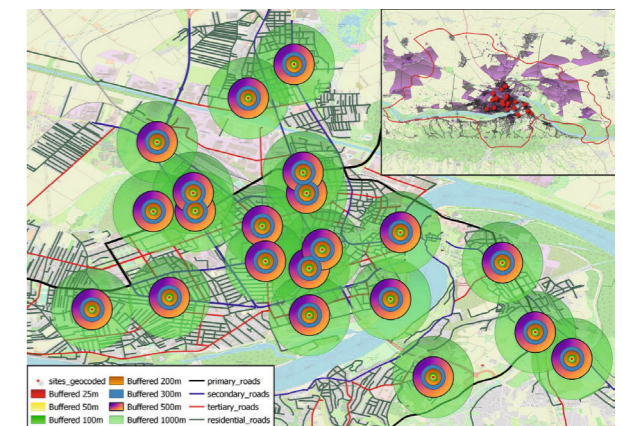 sites_geocoded Buffered 200m primary_roads
Buffered 25m Buffered 300m secondary_roads
Buffered 50m Buffered 500m tertiary_roads
Buffered 100m Buffered 1000m residential_roads